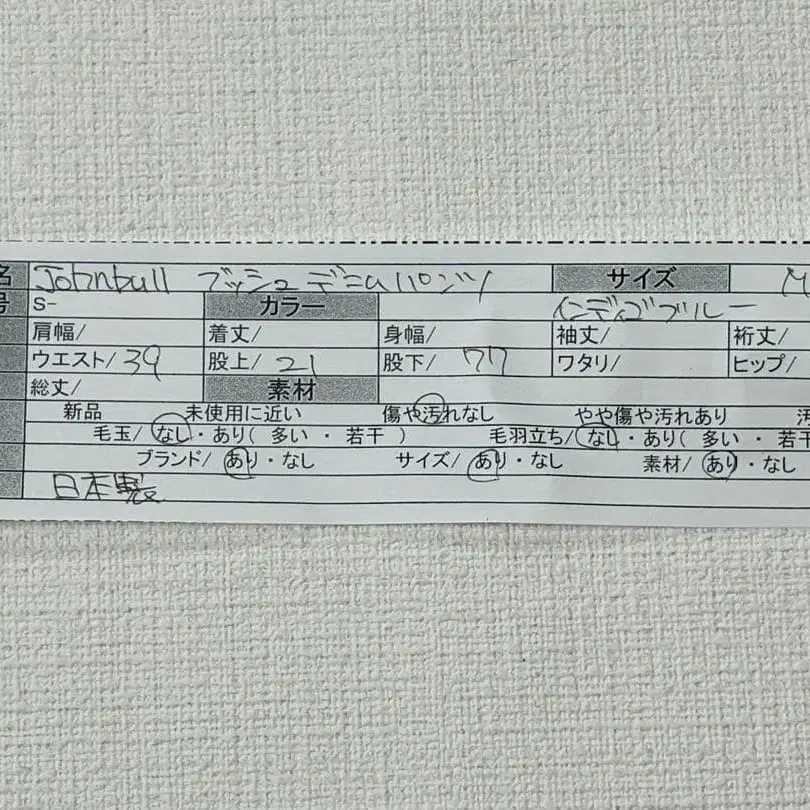 名 Johnbull ブッシュデニムパンツ サイズ M
号 S- カラー インディゴブルー
肩幅/ 着丈/ 身幅/ 袖丈/ 裄丈/
ウエスト/ 39 股上/ 21 股下/ 77 ワタリ/ ヒップ/
総丈/ 素材
新品 未使用に近い 傷や汚れなし やや傷や汚れあり 汚
毛玉/ なし・あり( 多い ・ 若干 ) 毛羽立ち/ なし・あり( 多い ・ 若干
ブランド/ あり・なし サイズ/ あり・なし 素材/ あり・なし
日本製